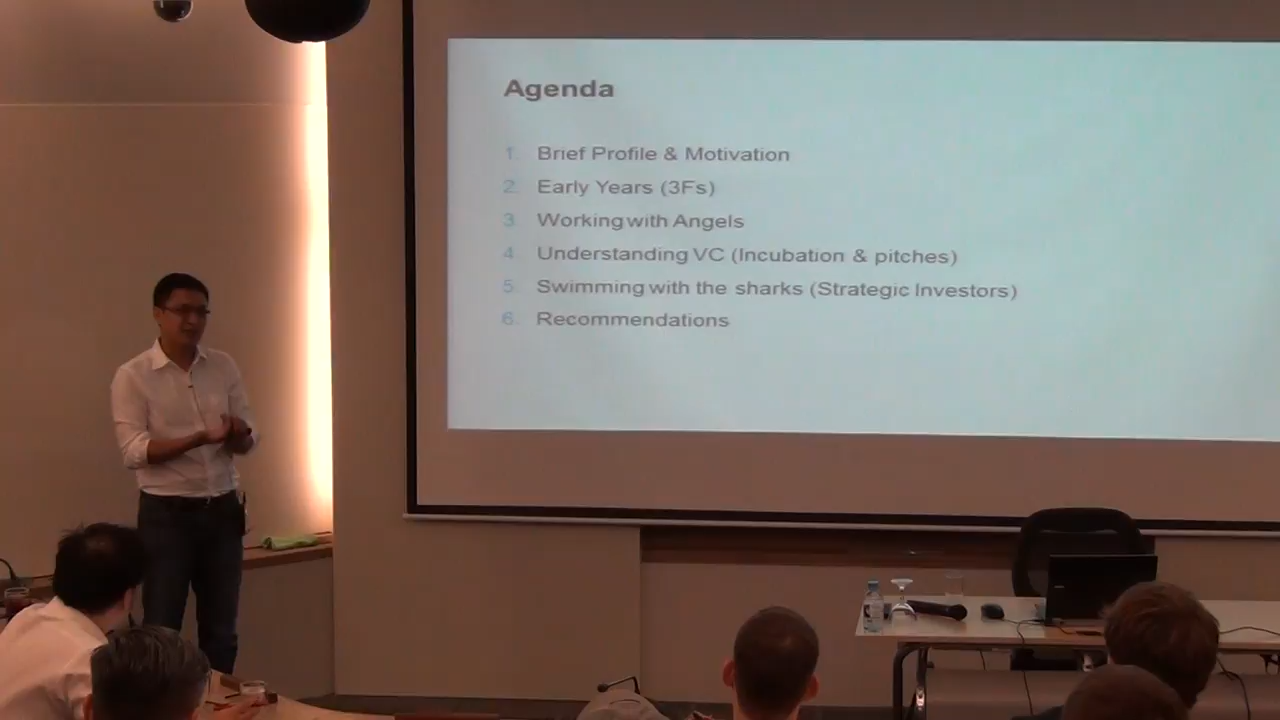 Agenda
1. Brief Profile & Motivation
2. Early Years (3Fs)
3. Working with Angels
4. Understanding VC (Incubation & pitches)
5. Swimming with the sharks (Strategic Investors)
6. Recommendations